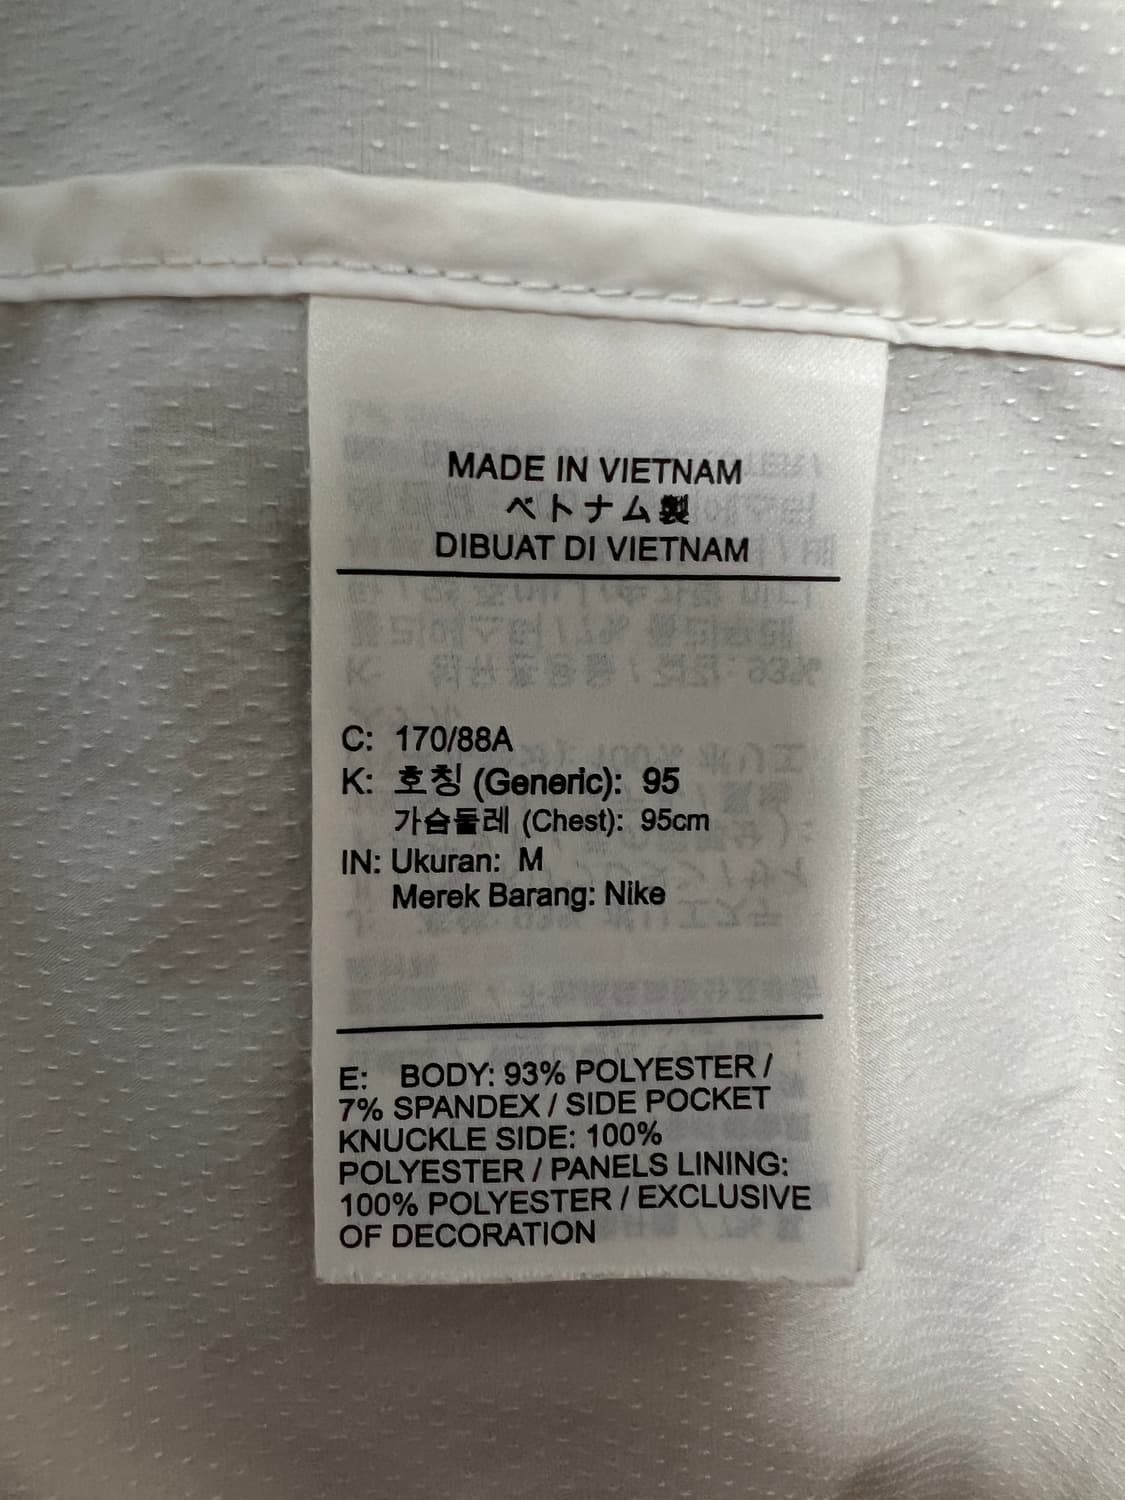 MADE IN VIETNAM
ベトナム製
DIBUAT DI VIETNAM
C: 170/88A
K: 호칭 (Generic): 95
가슴둘레 (Chest): 95cm
IN: Ukuran: M
Merek Barang: Nike
E: BODY: 93% POLYESTER /
7% SPANDEX / SIDE POCKET
KNUCKLE SIDE: 100%
POLYESTER / PANELS LINING:
100% POLYESTER / EXCLUSIVE
OF DECORATION